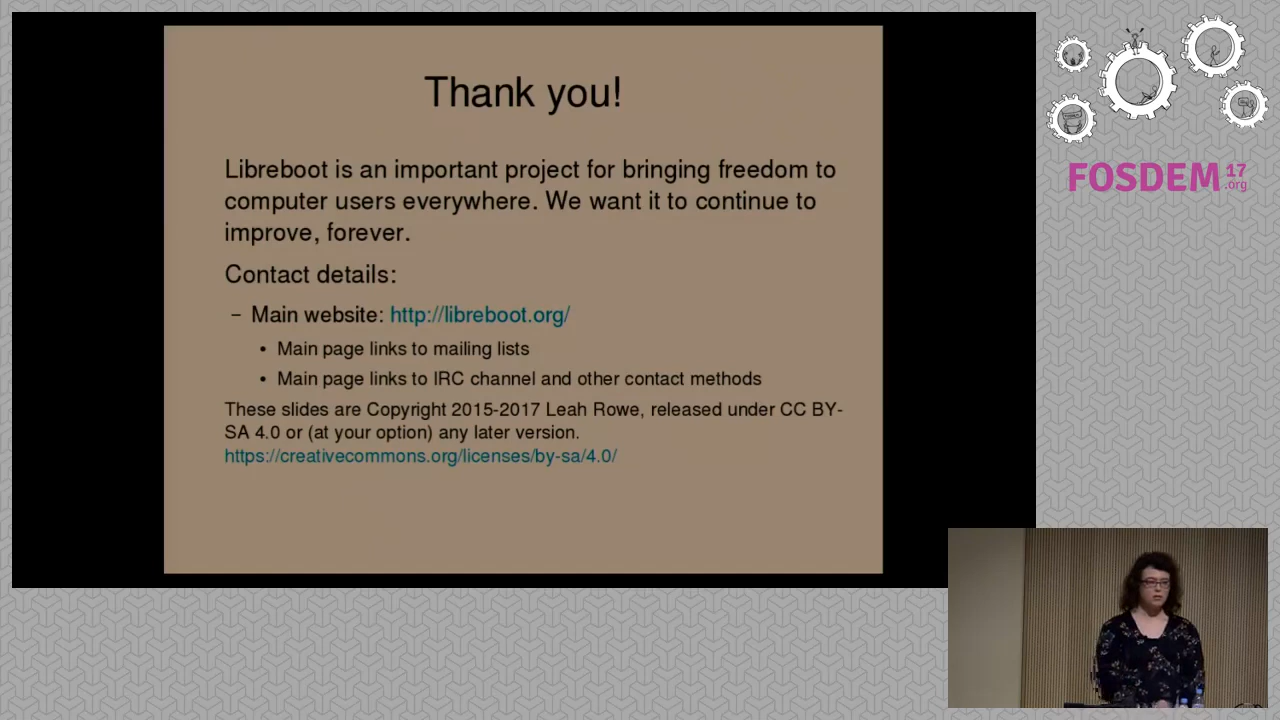 Thank you!
Libreboot is an important project for bringing freedom to
computer users everywhere. We want it to continue to
improve, forever.
Contact details:
– Main website: http://libreboot.org/
• Main page links to mailing lists
• Main page links to IRC channel and other contact methods
These slides are Copyright 2015-2017 Leah Rowe, released under CC BY-
SA 4.0 or (at your option) any later version.
https://creativecommons.org/licenses/by-sa/4.0/
FOSDEM 17
.org